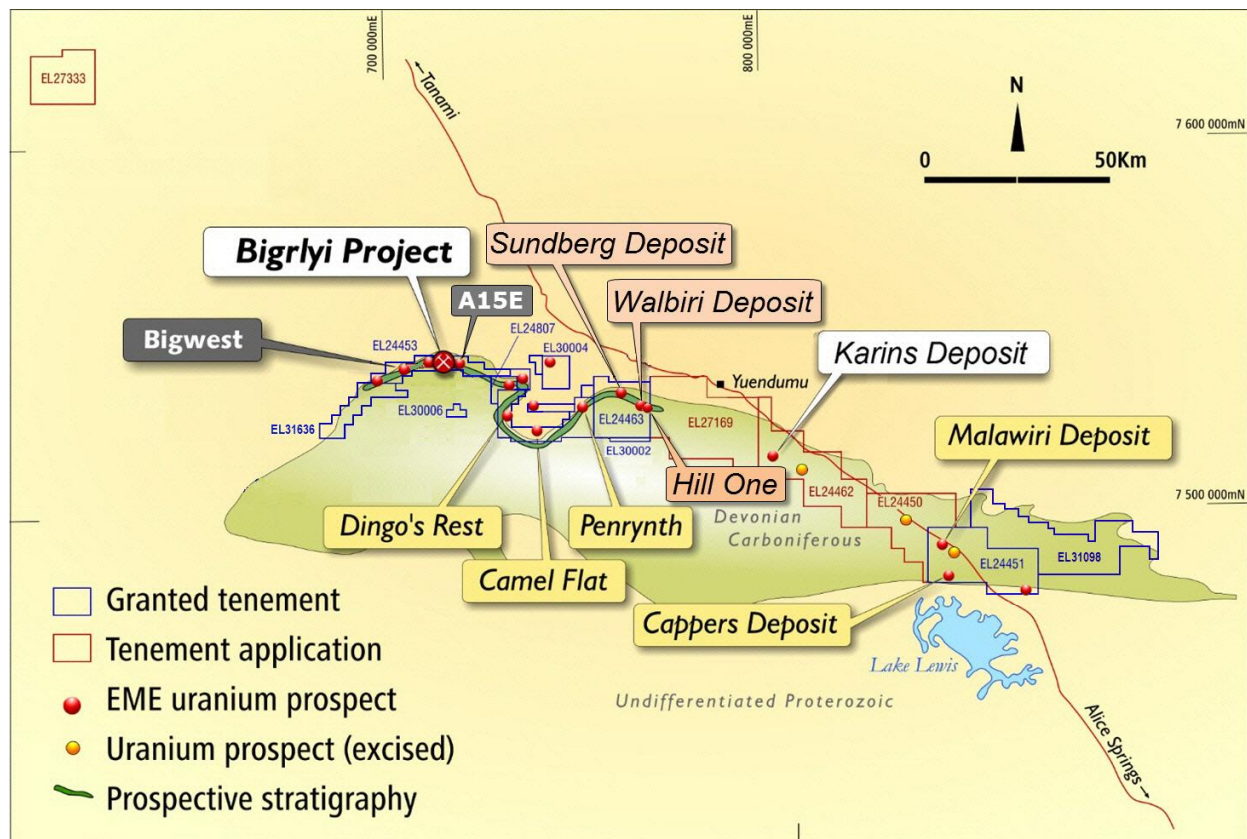 700 000mE
800 000mE
EL27333
Tanami
N
7 600 000mN
0
50Km
Bigrlyi Project
Sundberg Deposit
A15E
Walbiri Deposit
Bigwest
EL24453
EL24807
EL30004
Karins Deposit
Yuendumu
EL30006
EL31636
EL24463
EL27169
EL30002
Malawiri Deposit
Hill One
EL24462
EL24450
7 500 000mN
Dingo's Rest
Penrynth
Devonian
Carboniferous
EL24451
EL31098
Camel Flat
Cappers Deposit
Lake Lewis
Undifferentiated Proterozoic
Alice Springs
Granted tenement
Tenement application
EME uranium prospect
Uranium prospect (excised)
Prospective stratigraphy